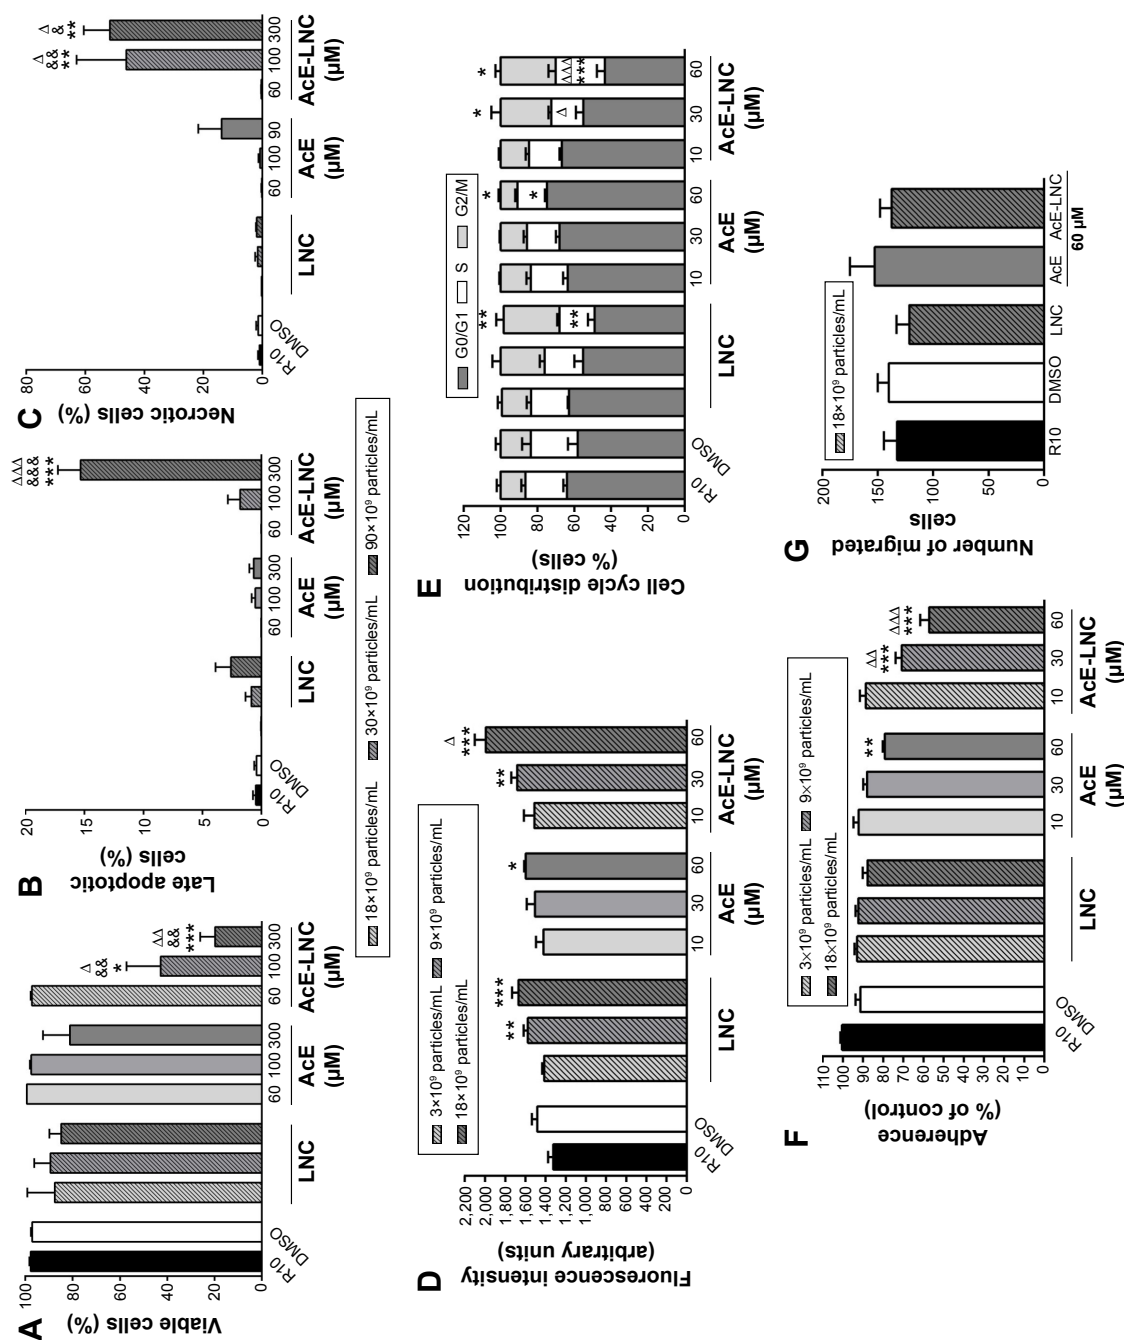 A
Viable cells (%)
100
80
60
40
20
0
R10
DMSO
LNC
60
100
300
AcE
(μM)
60
100
300
AcE-LNC
(μM)
*
&&
Δ
***
&&
ΔΔ
B
Late apoptotic
cells (%)
20
15
10
5
0
R10
DMSO
LNC
60
100
300
AcE
(μM)
60
100
300
AcE-LNC
(μM)
***
&&&
ΔΔΔ
C
Necrotic cells (%)
80
60
40
20
0
R10
DMSO
LNC
60
100
90
AcE
(μM)
60
100
300
AcE-LNC
(μM)
**
&&
Δ
**
&
Δ
18×10⁹ particles/mL
30×10⁹ particles/mL
90×10⁹ particles/mL
D
Fluorescence intensity
(arbitrary units)
2,200
2,000
1,800
1,600
1,400
1,200
1,000
800
600
400
200
0
3×10⁹ particles/mL
9×10⁹ particles/mL
18×10⁹ particles/mL
R10
DMSO
LNC
10
30
60
AcE
(μM)
10
30
60
AcE-LNC
(μM)
**
***
*
**
***
Δ
E
Cell cycle distribution
(% cells)
120
100
80
60
40
20
0
G0/G1
S
G2/M
R10
DMSO
LNC
10
30
60
AcE
(μM)
10
30
60
AcE-LNC
(μM)
**
**
*
*
*
Δ
*
ΔΔΔ
***
F
Adherence
(% of control)
110
100
90
80
70
60
50
40
30
20
10
0
3×10⁹ particles/mL
9×10⁹ particles/mL
18×10⁹ particles/mL
R10
DMSO
LNC
10
30
60
AcE
(μM)
10
30
60
AcE-LNC
(μM)
**
***
ΔΔ
***
ΔΔΔ
G
Number of migrated
cells
200
150
100
50
0
18×10⁹ particles/mL
R10
DMSO
LNC
AcE
AcE-LNC
60 μM